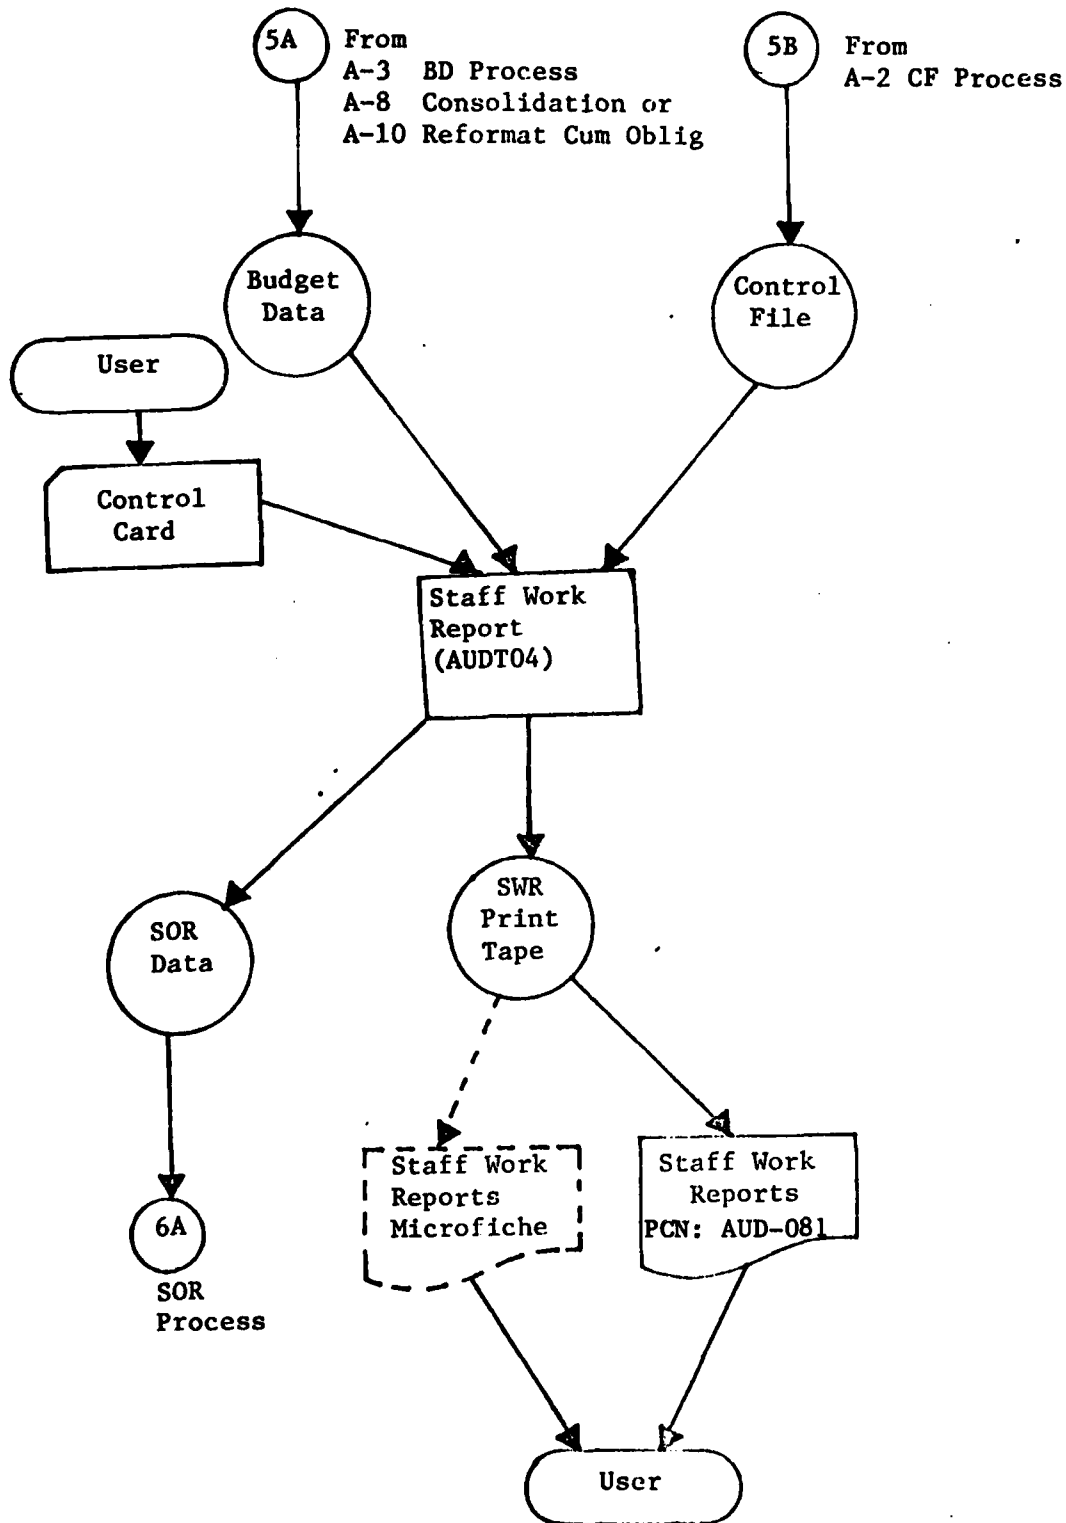 5A
From
A-3 BD Process
A-8 Consolidation or
A-10 Reformat Cum Oblig
5B
From
A-2 CF Process
Budget
Data
Control
File
User
Control
Card
Staff Work
Report
(AUDT04)
SOR
Data
SWR
Print
Tape
6A
SOR
Process
Staff Work
Reports
Microfiche
Staff Work
Reports
PCN: AUD-081
User